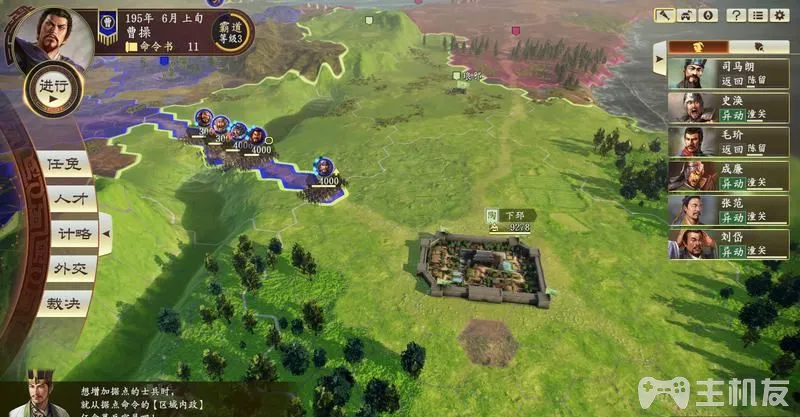 195年 6月上旬
曹操
命令书 11
霸道
等级3
进行
任免
人才
计略
外交
裁决
司马朗
返回 陈留
史涣
异动 潼关
毛玠
返回 陈留
成廉
异动 潼关
张范
异动 潼关
刘岱
异动 潼关
4000
4000
4000
陶 下邳
9278
想增加据点的士兵时，
就从据点命令的【区域内政】
主机友